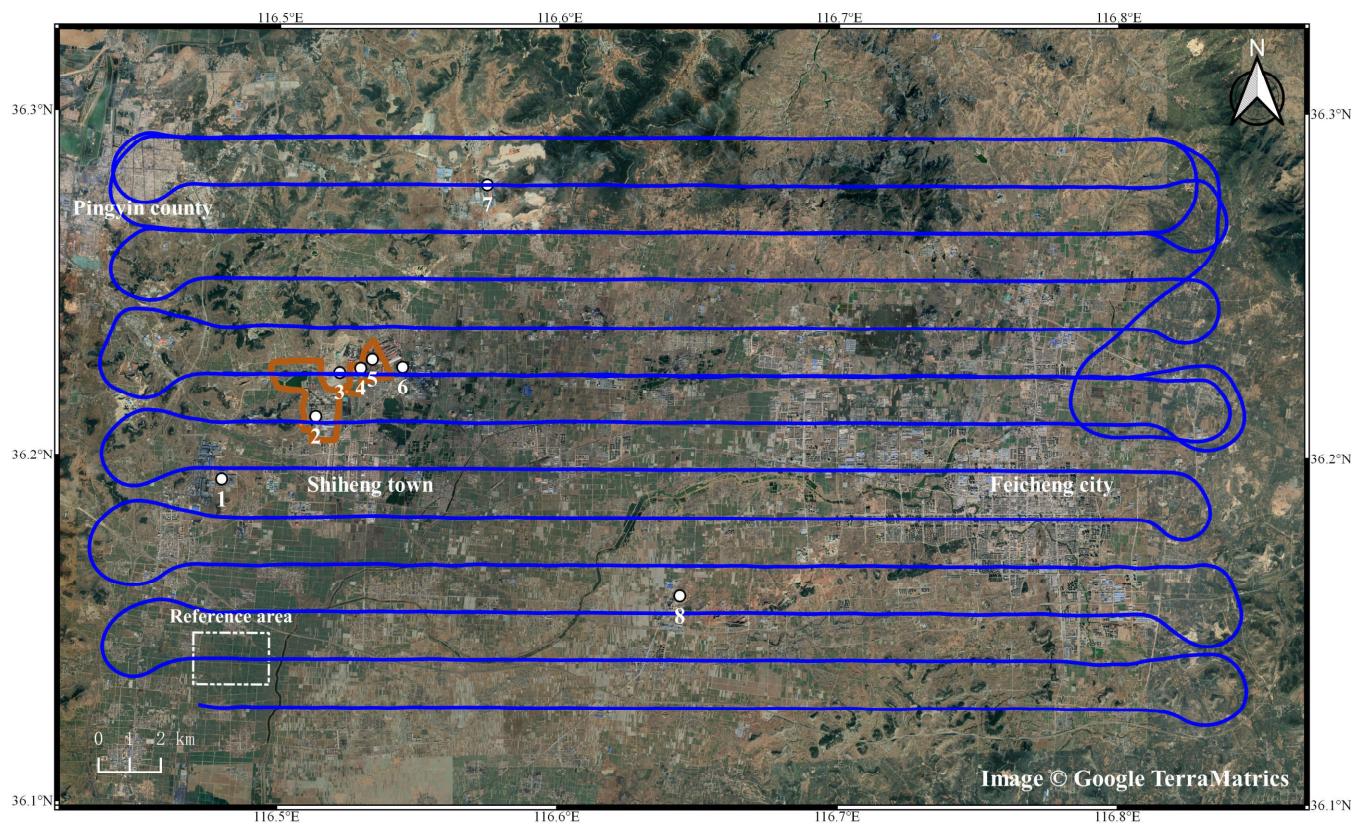 116.5°E 116.6°E 116.7°E 116.8°E
N
36.3°N 36.3°N
7
Pingyin county
5
3 4 6
2
36.2°N 36.2°N
1
Shiheng town Feicheng city
8
Reference area
0 1 2 km
Image © Google TerraMatrics
36.1°N 36.1°N
116.5°E 116.6°E 116.7°E 116.8°E